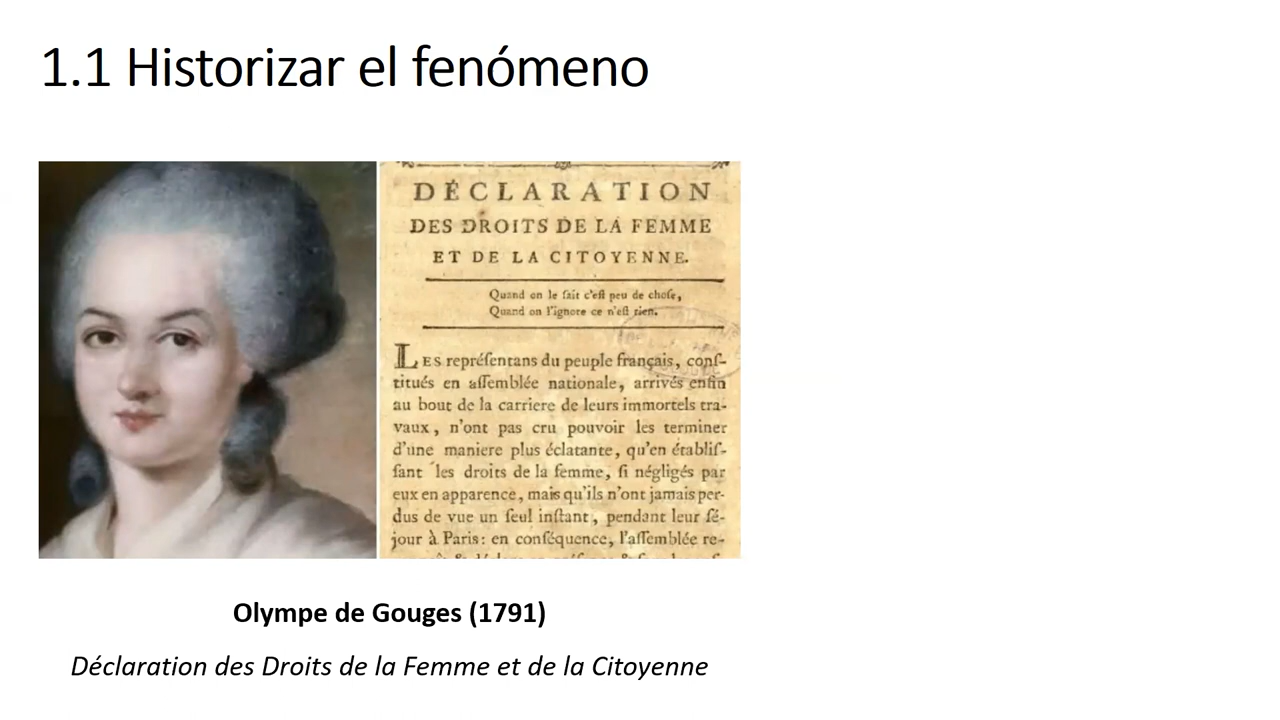 1.1 Historizar el fenómeno
DÉCLARATION
DES DROITS DE LA FEMME
ET DE LA CITOYENNE.
Quand on le ſait c'eſt peu de choſe,
Quand on l'ignore ce n'eſt rien.
LES repréſentans du peuple français, conſ-
titués en aſſemblée nationale, arrivés enfin
au bout de la carriere de leurs immortels tra-
vaux, n'ont pas cru pouvoir les terminer
d'une maniere plus éclatante, qu'en établiſ-
ſant les droits de la femme, ſi négligés par
eux en apparence, mais qu'ils n'ont jamais per-
dus de vue un ſeul inſtant, pendant leur ſé-
jour à Paris: en conſéquence, l'aſſemblée re-
Olympe de Gouges (1791)
Déclaration des Droits de la Femme et de la Citoyenne